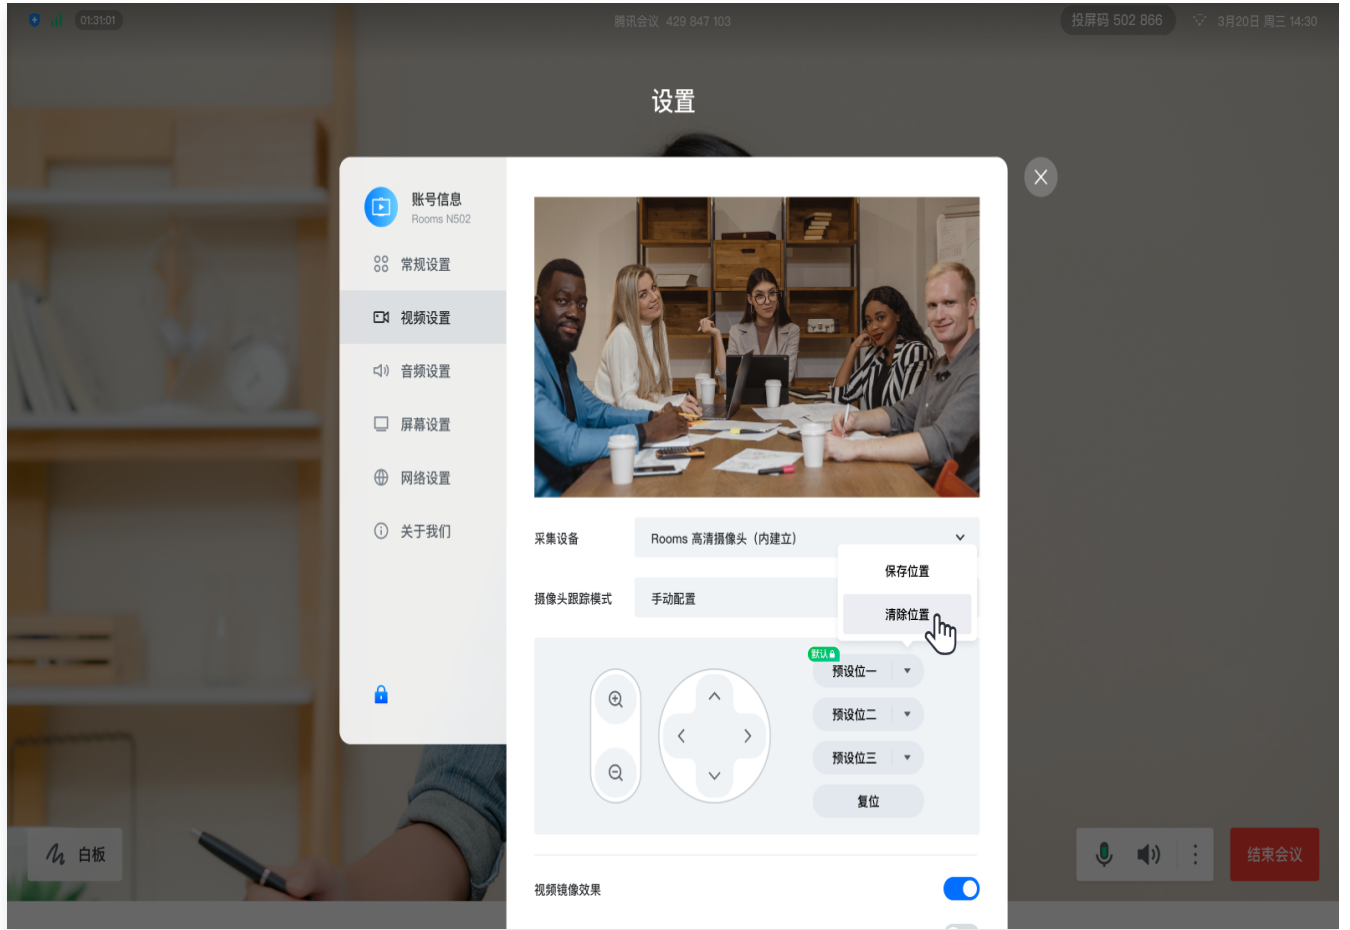 01:31:01
腾讯会议 429 847 103
投屏码 502 866
3月20日 周三 14:30
设置
账号信息
Rooms N502
常规设置
视频设置
音频设置
屏幕设置
网络设置
关于我们
采集设备
Rooms 高清摄像头（内建立）
保存位置
摄像头跟踪模式
手动配置
清除位置
默认
预设位一
预设位二
预设位三
复位
白板
结束会议
视频镜像效果